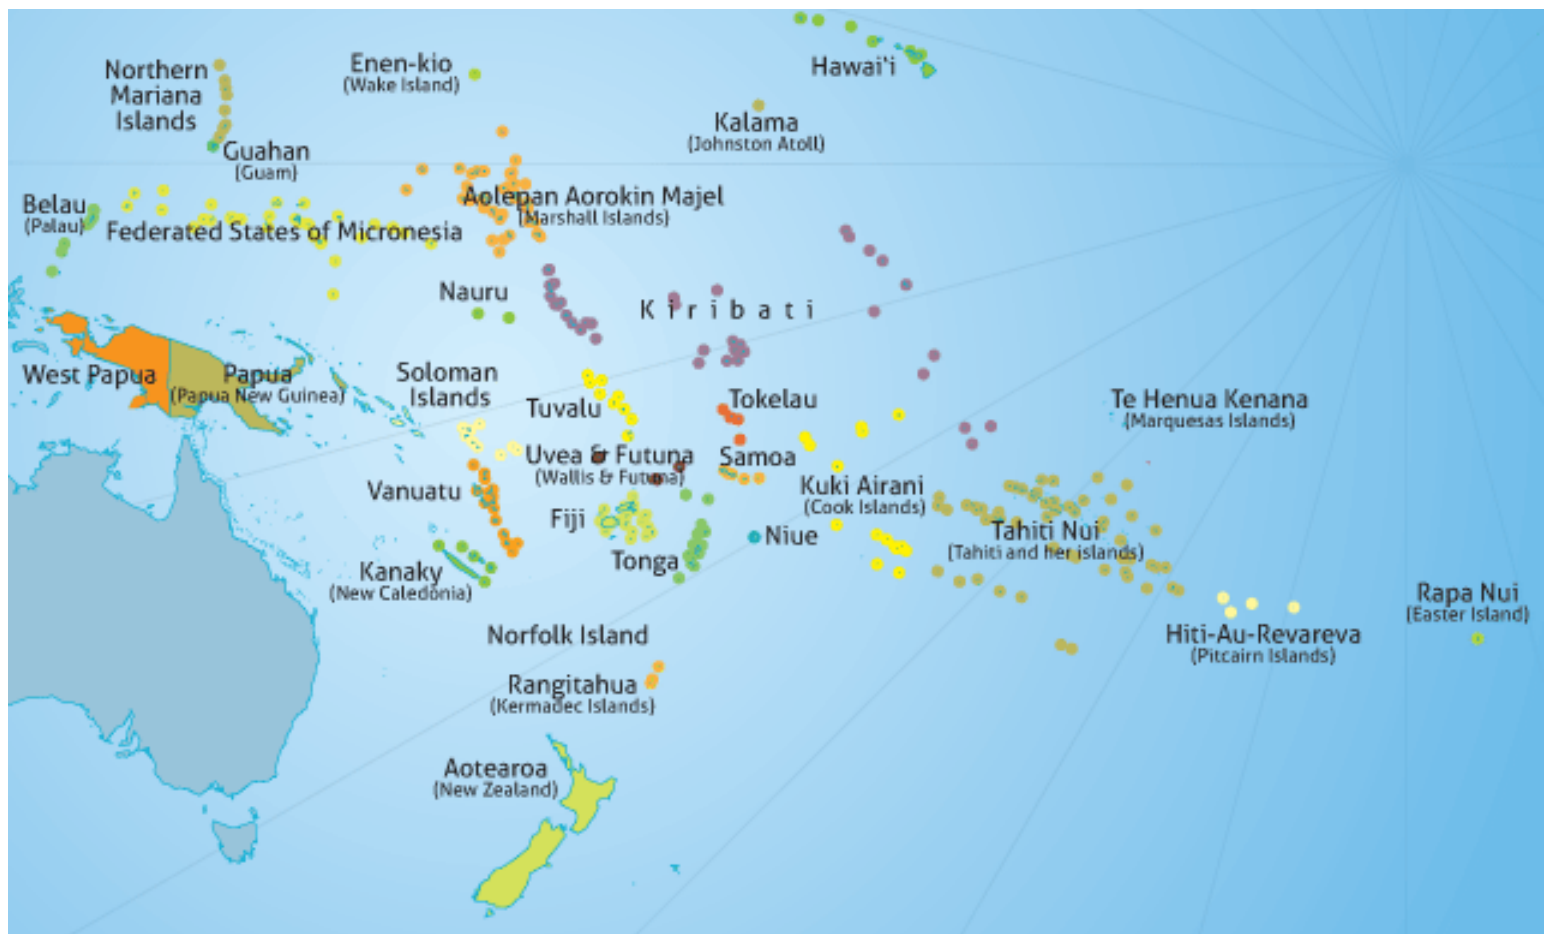 Northern
Mariana
Islands
Enen-kio
(Wake Island)
Hawai'i
Kalama
(Johnston Atoll)
Guahan
(Guam)
Belau
(Palau)
Federated States of Micronesia
Aolepan Aorokin Majel
(Marshall Islands)
Nauru
Kiribati
West Papua
Papua
(Papua New Guinea)
Soloman
Islands
Tuvalu
Tokelau
Te Henua Kenana
(Marquesas Islands)
Uvea & Futuna
(Wallis & Futuna)
Samoa
Vanuatu
Kuki Airani
(Cook Islands)
Fiji
Tonga
Niue
Tahiti Nui
(Tahiti and her islands)
Kanaky
(New Caledonia)
Rapa Nui
(Easter Island)
Norfolk Island
Hiti-Au-Revareva
(Pitcairn Islands)
Rangitahua
(Kermadec Islands)
Aotearoa
(New Zealand)